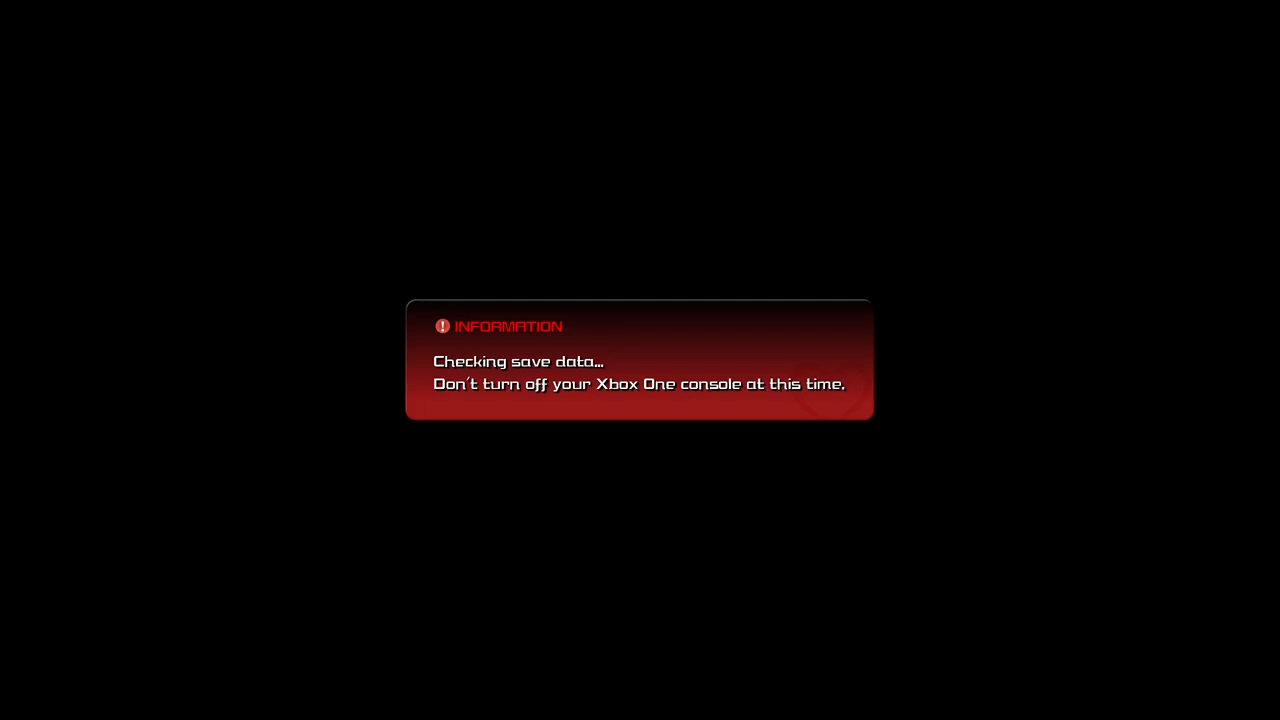 INFORMATION
Checking save data...
Don't turn off your Xbox One console at this time.